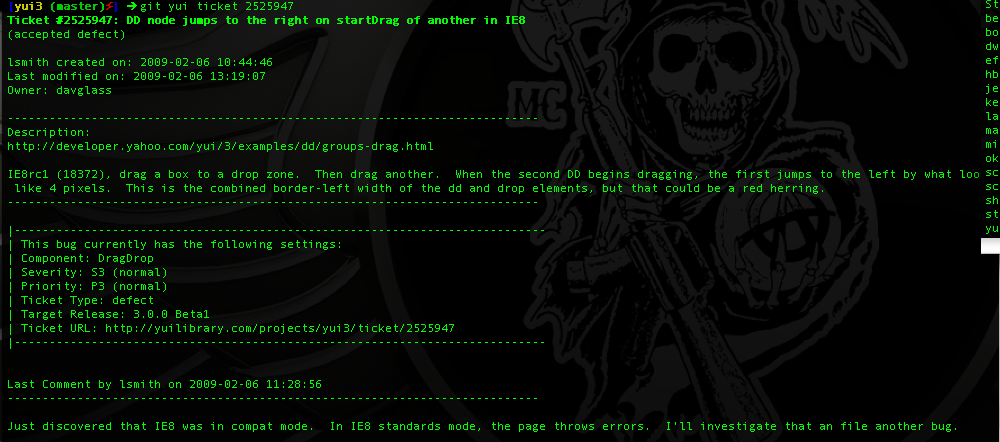 [yui3 (master)] ➔ git yui ticket 2525947
Ticket #2525947: DD node jumps to the right on startDrag of another in IE8
(accepted defect)
lsmith created on: 2009-02-06 10:44:46
Last modified on: 2009-02-06 13:19:07
Owner: davglass
--------------------------------------------------------------------------------
Description:
http://developer.yahoo.com/yui/3/examples/dd/groups-drag.html
IE8rc1 (18372), drag a box to a drop zone.  Then drag another.  When the second DD begins dragging, the first jumps to the left by what loo
 like 4 pixels.  This is the combined border-left width of the dd and drop elements, but that could be a red herring.
--------------------------------------------------------------------------------
|-------------------------------------------------------------------------------
| This bug currently has the following settings:
| Component: DragDrop
| Severity: S3 (normal)
| Priority: P3 (normal)
| Ticket Type: defect
| Target Release: 3.0.0 Beta1
| Ticket URL: http://yuilibrary.com/projects/yui3/ticket/2525947
|-------------------------------------------------------------------------------
Last Comment by lsmith on 2009-02-06 11:28:56
--------------------------------------------------------------------------------
Just discovered that IE8 was in compat mode.  In IE8 standards mode, the page throws errors.  I'll investigate that an file another bug.
MC
St
be
bo
dw
ef
hb
je
ke
la
ma
mi
ok
sc
sc
sh
st
yu